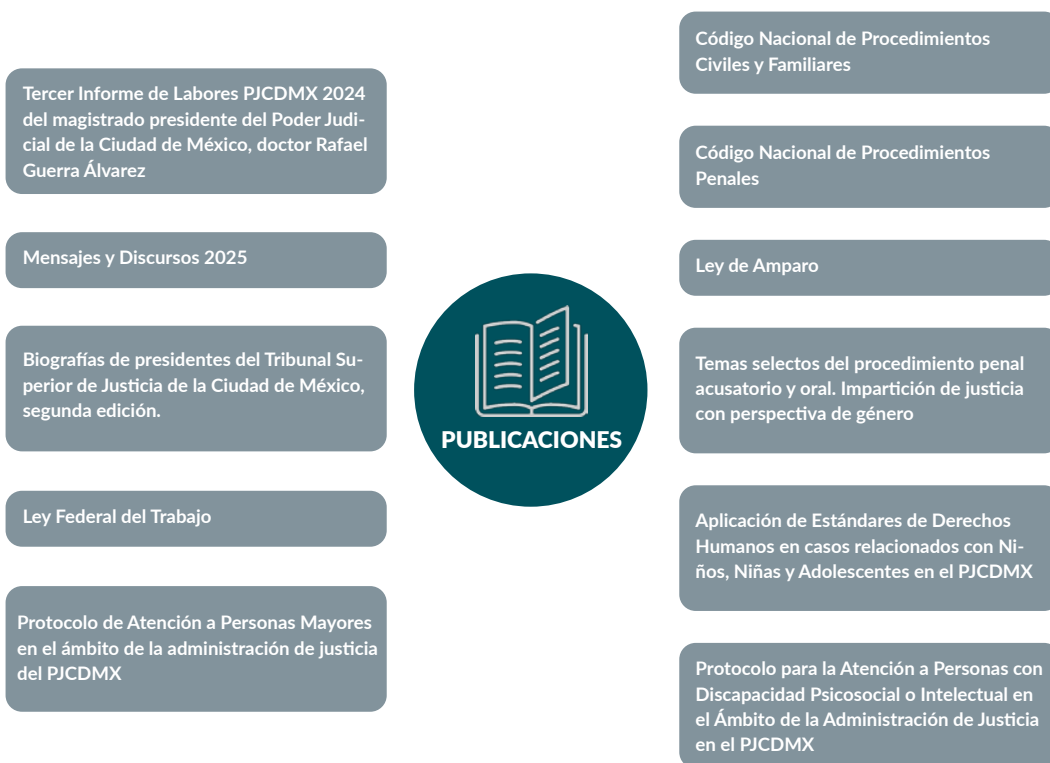 Tercer Informe de Labores PJCDMX 2024
del magistrado presidente del Poder Judi-
cial de la Ciudad de México, doctor Rafael
Guerra Álvarez
Mensajes y Discursos 2025
Biografías de presidentes del Tribunal Su-
perior de Justicia de la Ciudad de México,
segunda edición.
Ley Federal del Trabajo
Protocolo de Atención a Personas Mayores
en el ámbito de la administración de justicia
del PJCDMX
PUBLICACIONES
Código Nacional de Procedimientos
Civiles y Familiares
Código Nacional de Procedimientos
Penales
Ley de Amparo
Temas selectos del procedimiento penal
acusatorio y oral. Impartición de justicia
con perspectiva de género
Aplicación de Estándares de Derechos
Humanos en casos relacionados con Ni-
ños, Niñas y Adolescentes en el PJCDMX
Protocolo para la Atención a Personas con
Discapacidad Psicosocial o Intelectual en
el Ámbito de la Administración de Justicia
en el PJCDMX